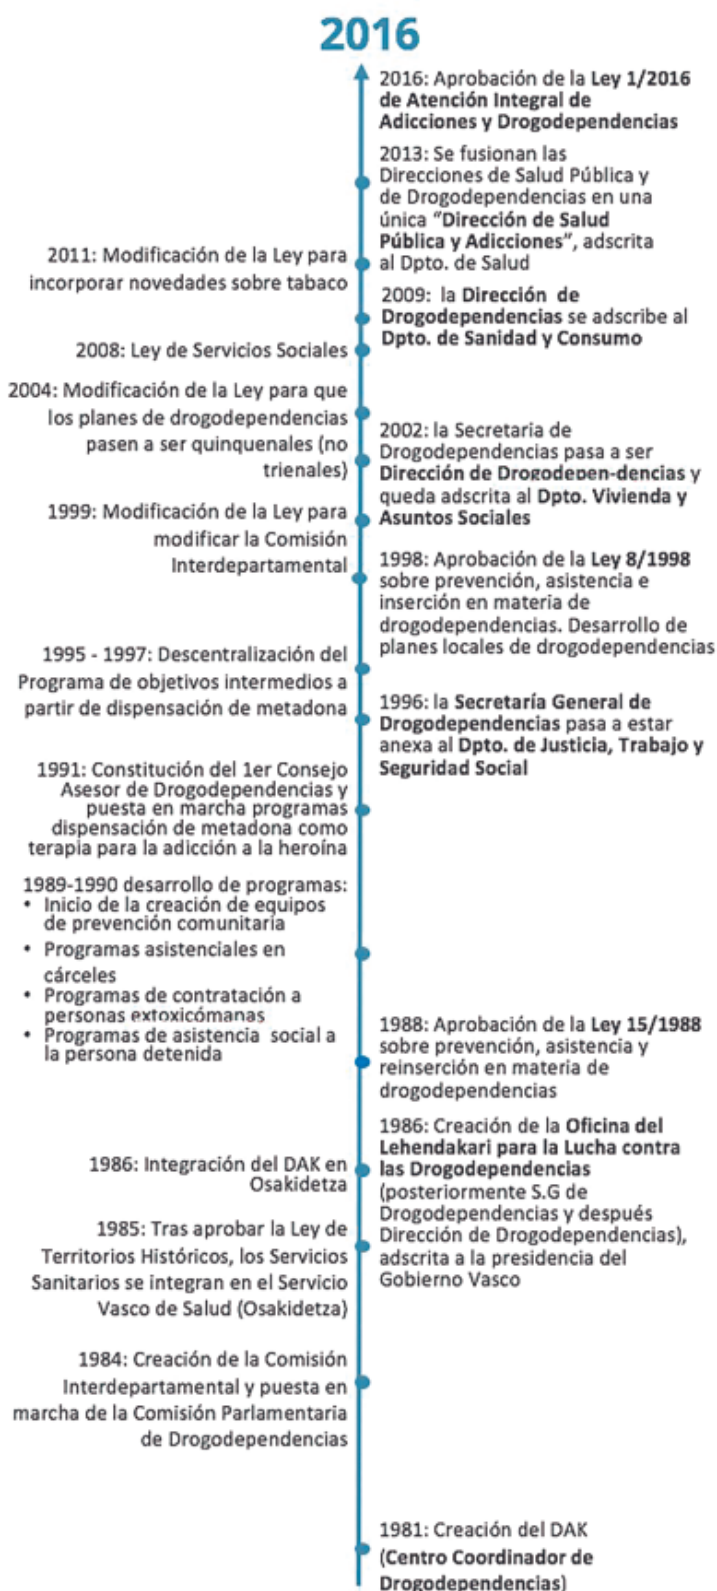 2016
2016: Aprobación de la Ley 1/2016
de Atención Integral de
Adicciones y Drogodependencias
2013: Se fusionan las
Direcciones de Salud Pública y
de Drogodependencias en una
única "Dirección de Salud
Pública y Adicciones", adscrita
al Dpto. de Salud
2011: Modificación de la Ley para
incorporar novedades sobre tabaco
2009: la Dirección de
Drogodependencias se adscribe al
Dpto. de Sanidad y Consumo
2008: Ley de Servicios Sociales
2004: Modificación de la Ley para que
los planes de drogodependencias
pasen a ser quinquenales (no
trienales)
2002: la Secretaria de
Drogodependencias pasa a ser
Dirección de Drogodepen-dencias y
queda adscrita al Dpto. Vivienda y
Asuntos Sociales
1999: Modificación de la Ley para
modificar la Comisión
Interdepartamental
1998: Aprobación de la Ley 8/1998
sobre prevención, asistencia e
inserción en materia de
drogodependencias. Desarrollo de
planes locales de drogodependencias
1995 - 1997: Descentralización del
Programa de objetivos intermedios a
partir de dispensación de metadona
1996: la Secretaría General de
Drogodependencias pasa a estar
anexa al Dpto. de Justicia, Trabajo y
Seguridad Social
1991: Constitución del 1er Consejo
Asesor de Drogodependencias y
puesta en marcha programas
dispensación de metadona como
terapia para la adicción a la heroína
1989-1990 desarrollo de programas:
• Inicio de la creación de equipos
de prevención comunitaria
• Programas asistenciales en
cárceles
• Programas de contratación a
personas extoxicómanas
• Programas de asistencia social a
la persona detenida
1988: Aprobación de la Ley 15/1988
sobre prevención, asistencia y
reinserción en materia de
drogodependencias
1986: Creación de la Oficina del
Lehendakari para la Lucha contra
las Drogodependencias
(posteriormente S.G de
Drogodependencias y después
Dirección de Drogodependencias),
adscrita a la presidencia del
Gobierno Vasco
1986: Integración del DAK en
Osakidetza
1985: Tras aprobar la Ley de
Territorios Históricos, los Servicios
Sanitarios se integran en el Servicio
Vasco de Salud (Osakidetza)
1984: Creación de la Comisión
Interdepartamental y puesta en
marcha de la Comisión Parlamentaria
de Drogodependencias
1981: Creación del DAK
(Centro Coordinador de
Drogodependencias)